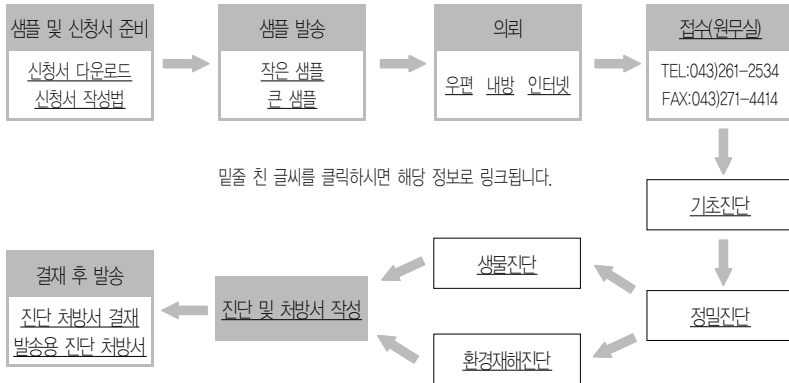 샘플 및 신청서 준비
신청서 다운로드
신청서 작성법
샘플 발송
작은 샘플
큰 샘플
의뢰
우편 내방 인터넷
접수(원무실)
TEL:043)261-2534
FAX:043)271-4414
밑줄 친 글씨를 클릭하시면 해당 정보로 링크됩니다.
기초진단
정밀진단
생물진단
환경재해진단
진단 및 처방서 작성
결재 후 발송
진단 처방서 결재
발송용 진단 처방서